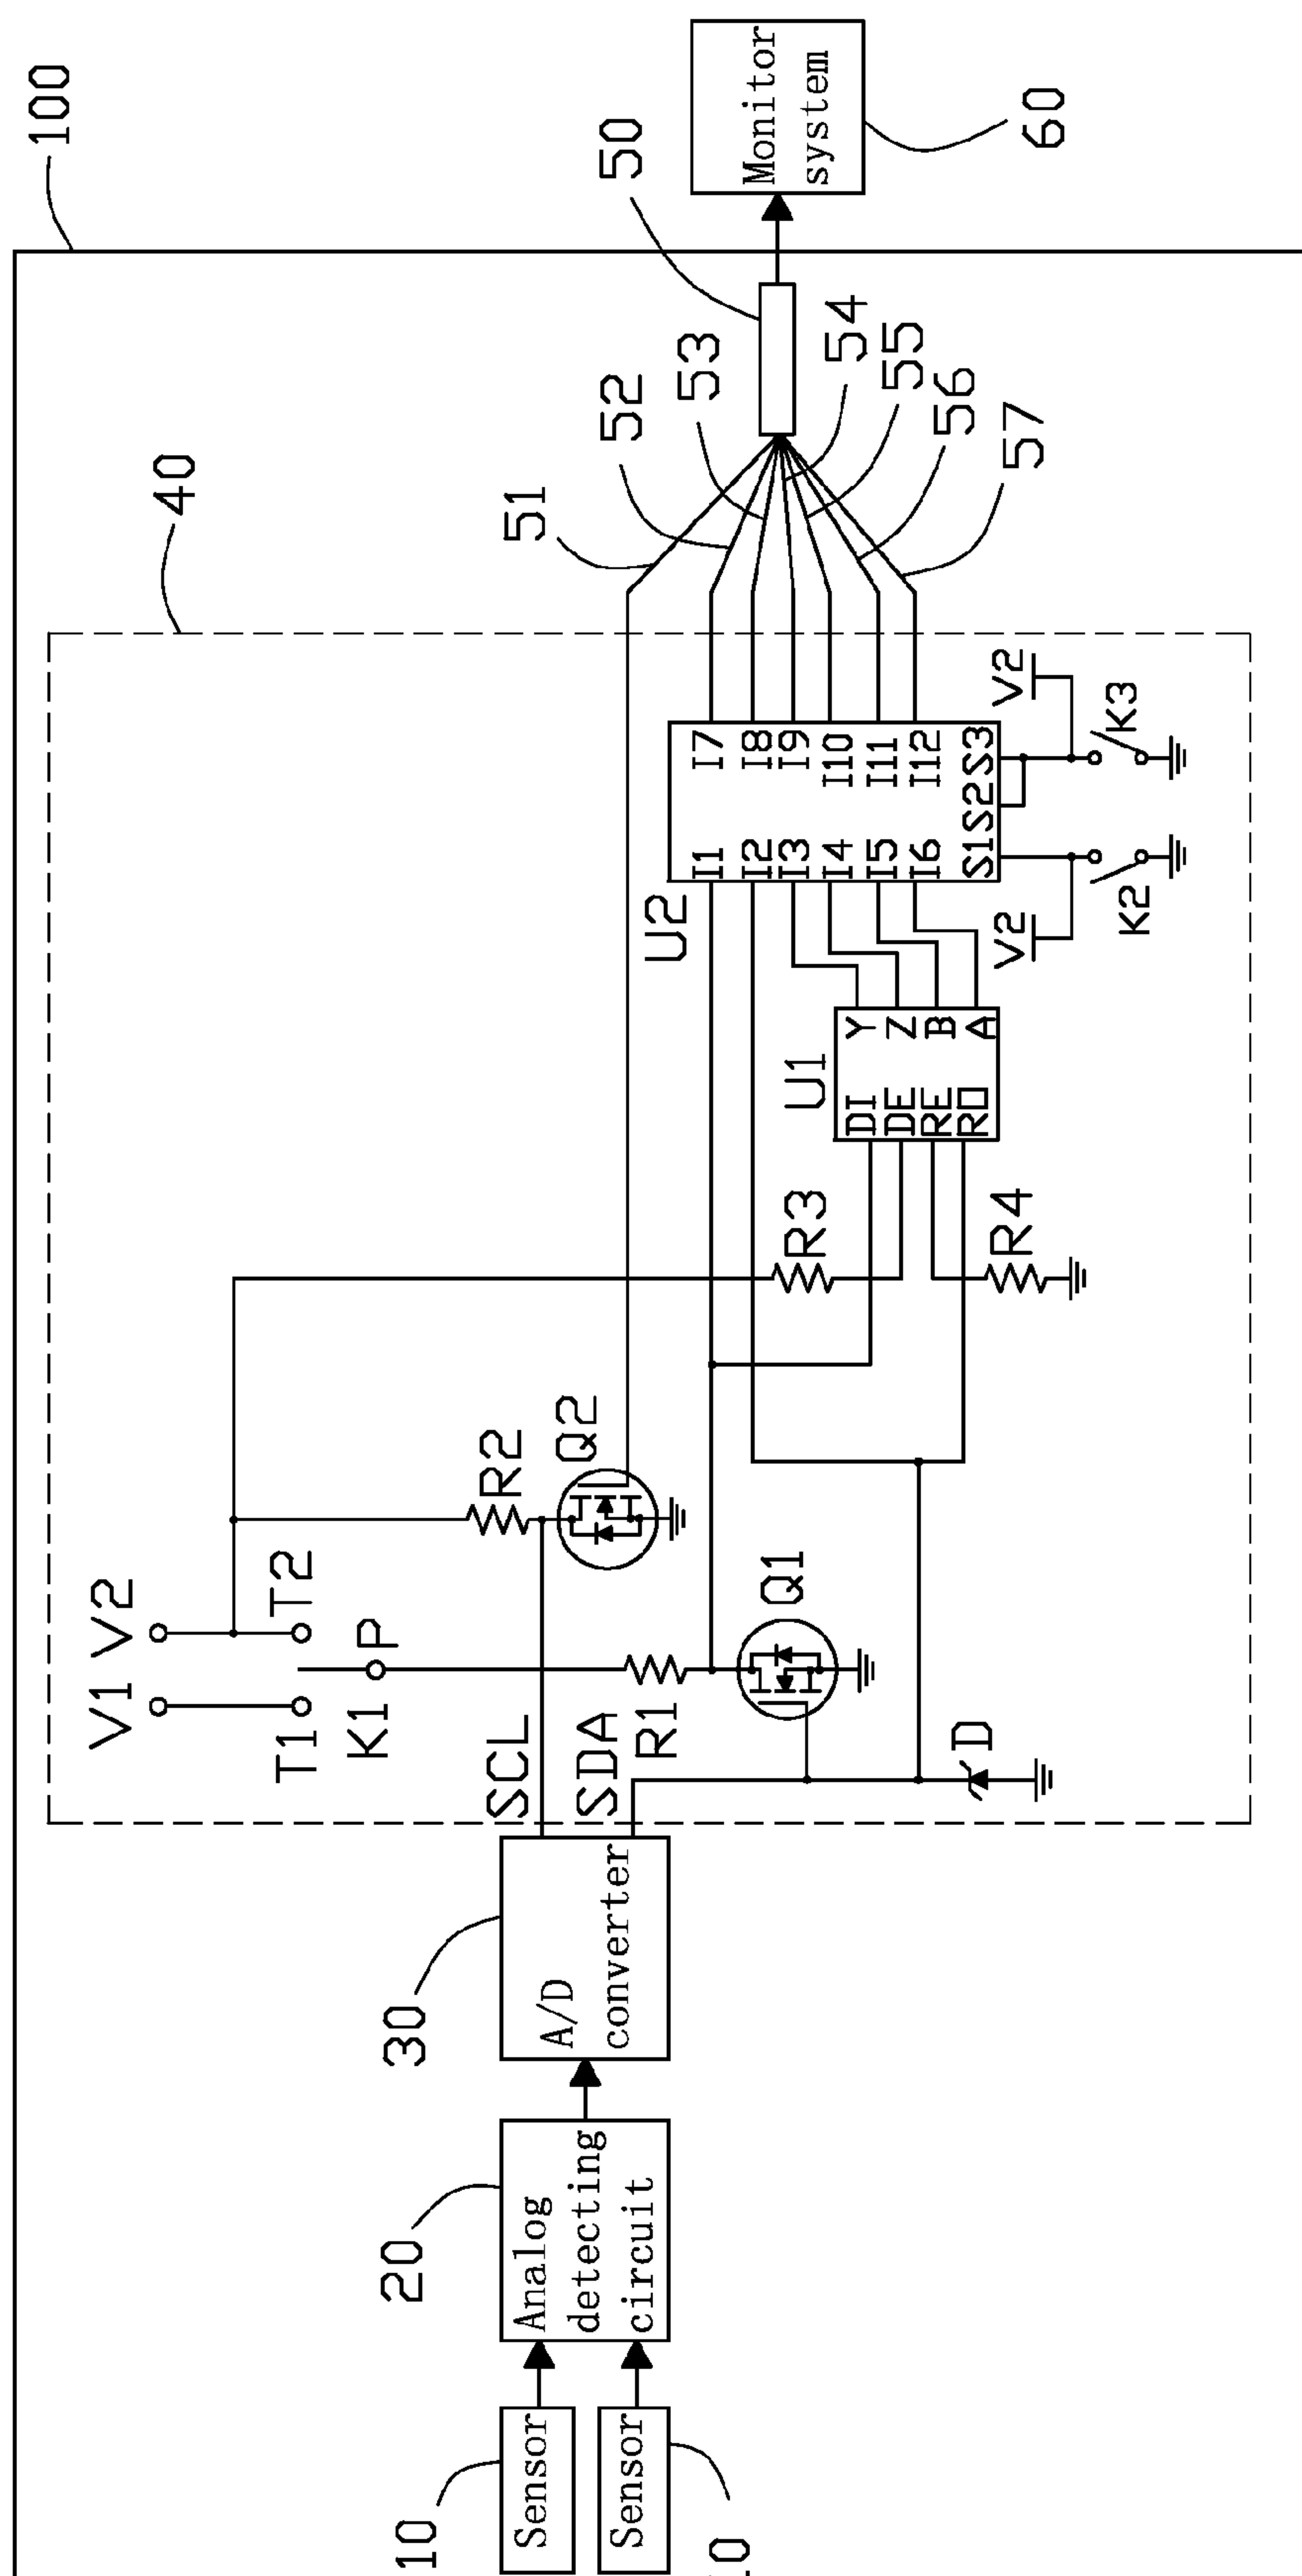 100
40
50
51
52
53
54
55
56
57
Monitor
system
60
V1
V2
T1
T2
K1
P
SCL
SDA
R1
R2
Q2
Q1
D
R3
R4
U1
DI
DE
RE
RO
Y
Z
B
A
U2
I1
I2
I3
I4
I5
I6
I7
I8
I9
I10
I11
I12
S1
S2
S3
V2
K2
V2
K3
30
A/D
converter
20
Analog
detecting
circuit
10
Sensor
Sensor